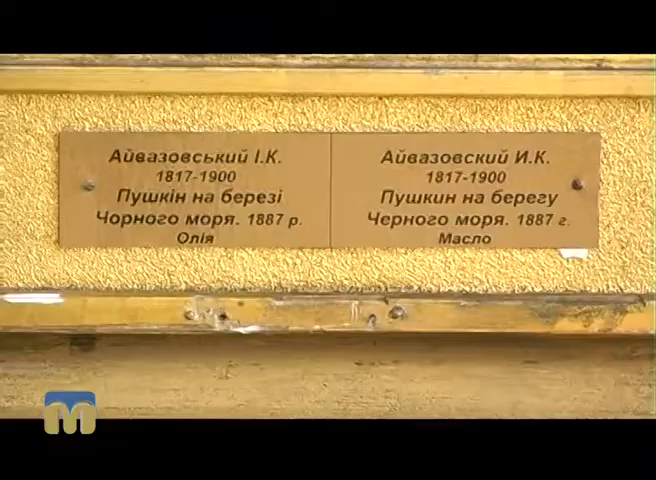 Айвазовський І.К.
1817-1900
Пушкін на березі
Чорного моря. 1887 р.
Олія
Айвазовский И.К.
1817-1900
Пушкин на берегу
Черного моря. 1887 г.
Масло
m